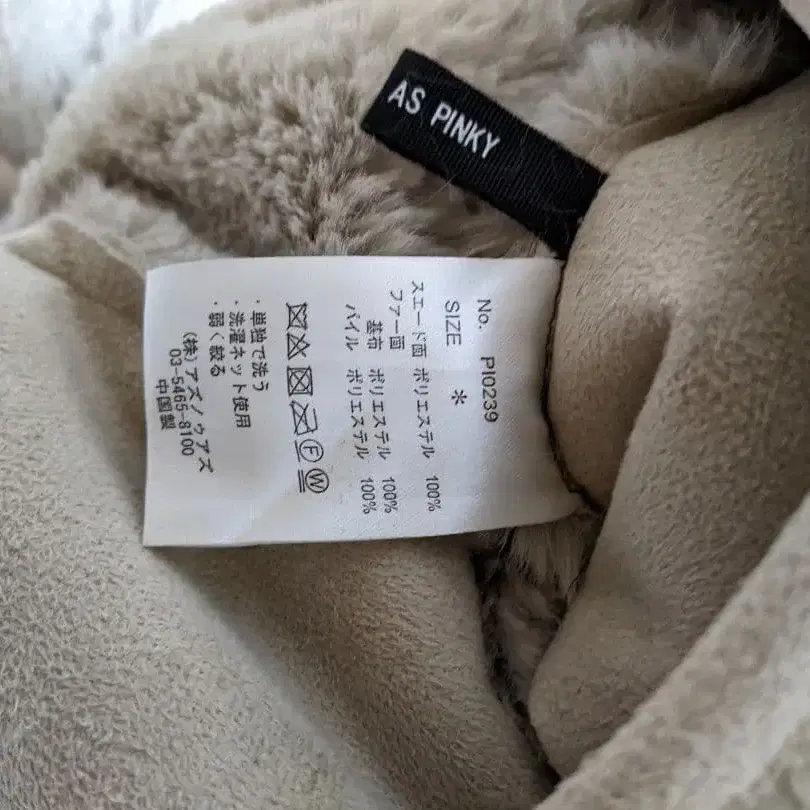 AS PINKY
No. PI0239
SIZE *
スエード面 ポリエステル 100%
ファー面
基布 ポリエステル 100%
パイル ポリエステル 100%
F W
・単独で洗う
・洗濯ネット使用
・弱く絞る
(株)アズノゥアズ
03-5465-8100
中国製